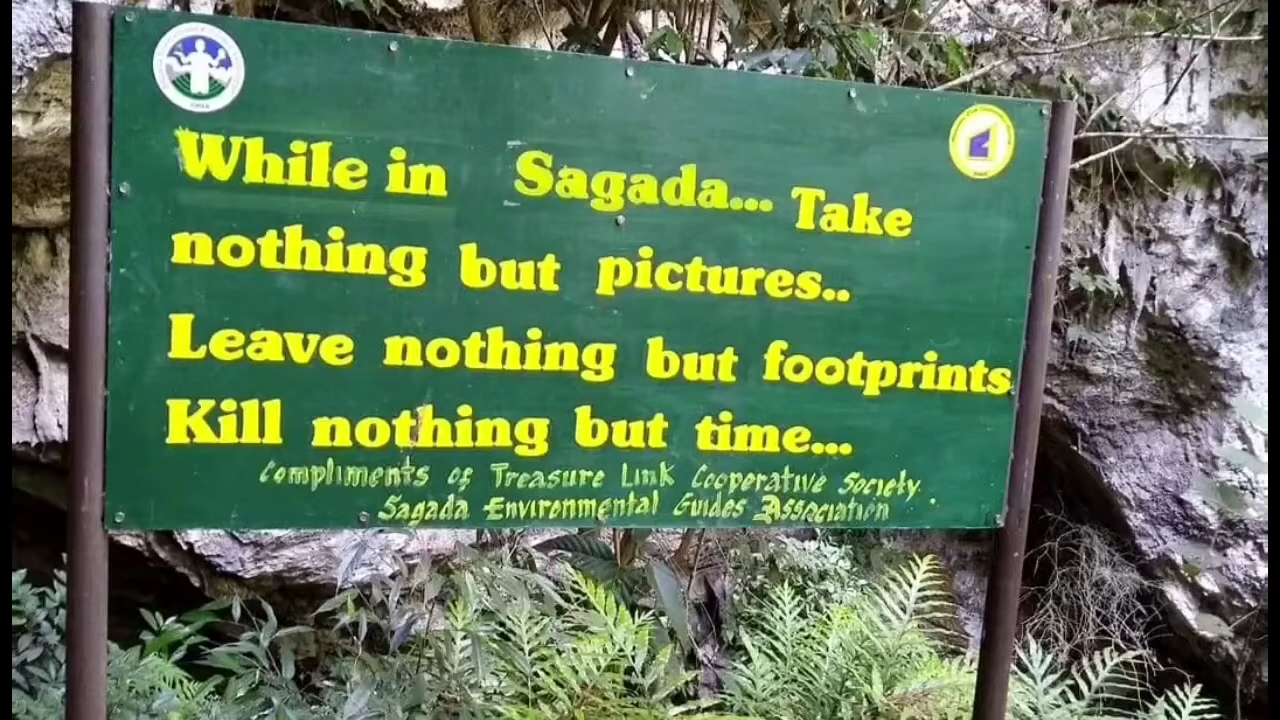 While in Sagada... Take
nothing but pictures..
Leave nothing but footprints
Kill nothing but time...
Compliments of Treasure Link Cooperative Society.
Sagada Environmental Guides Association